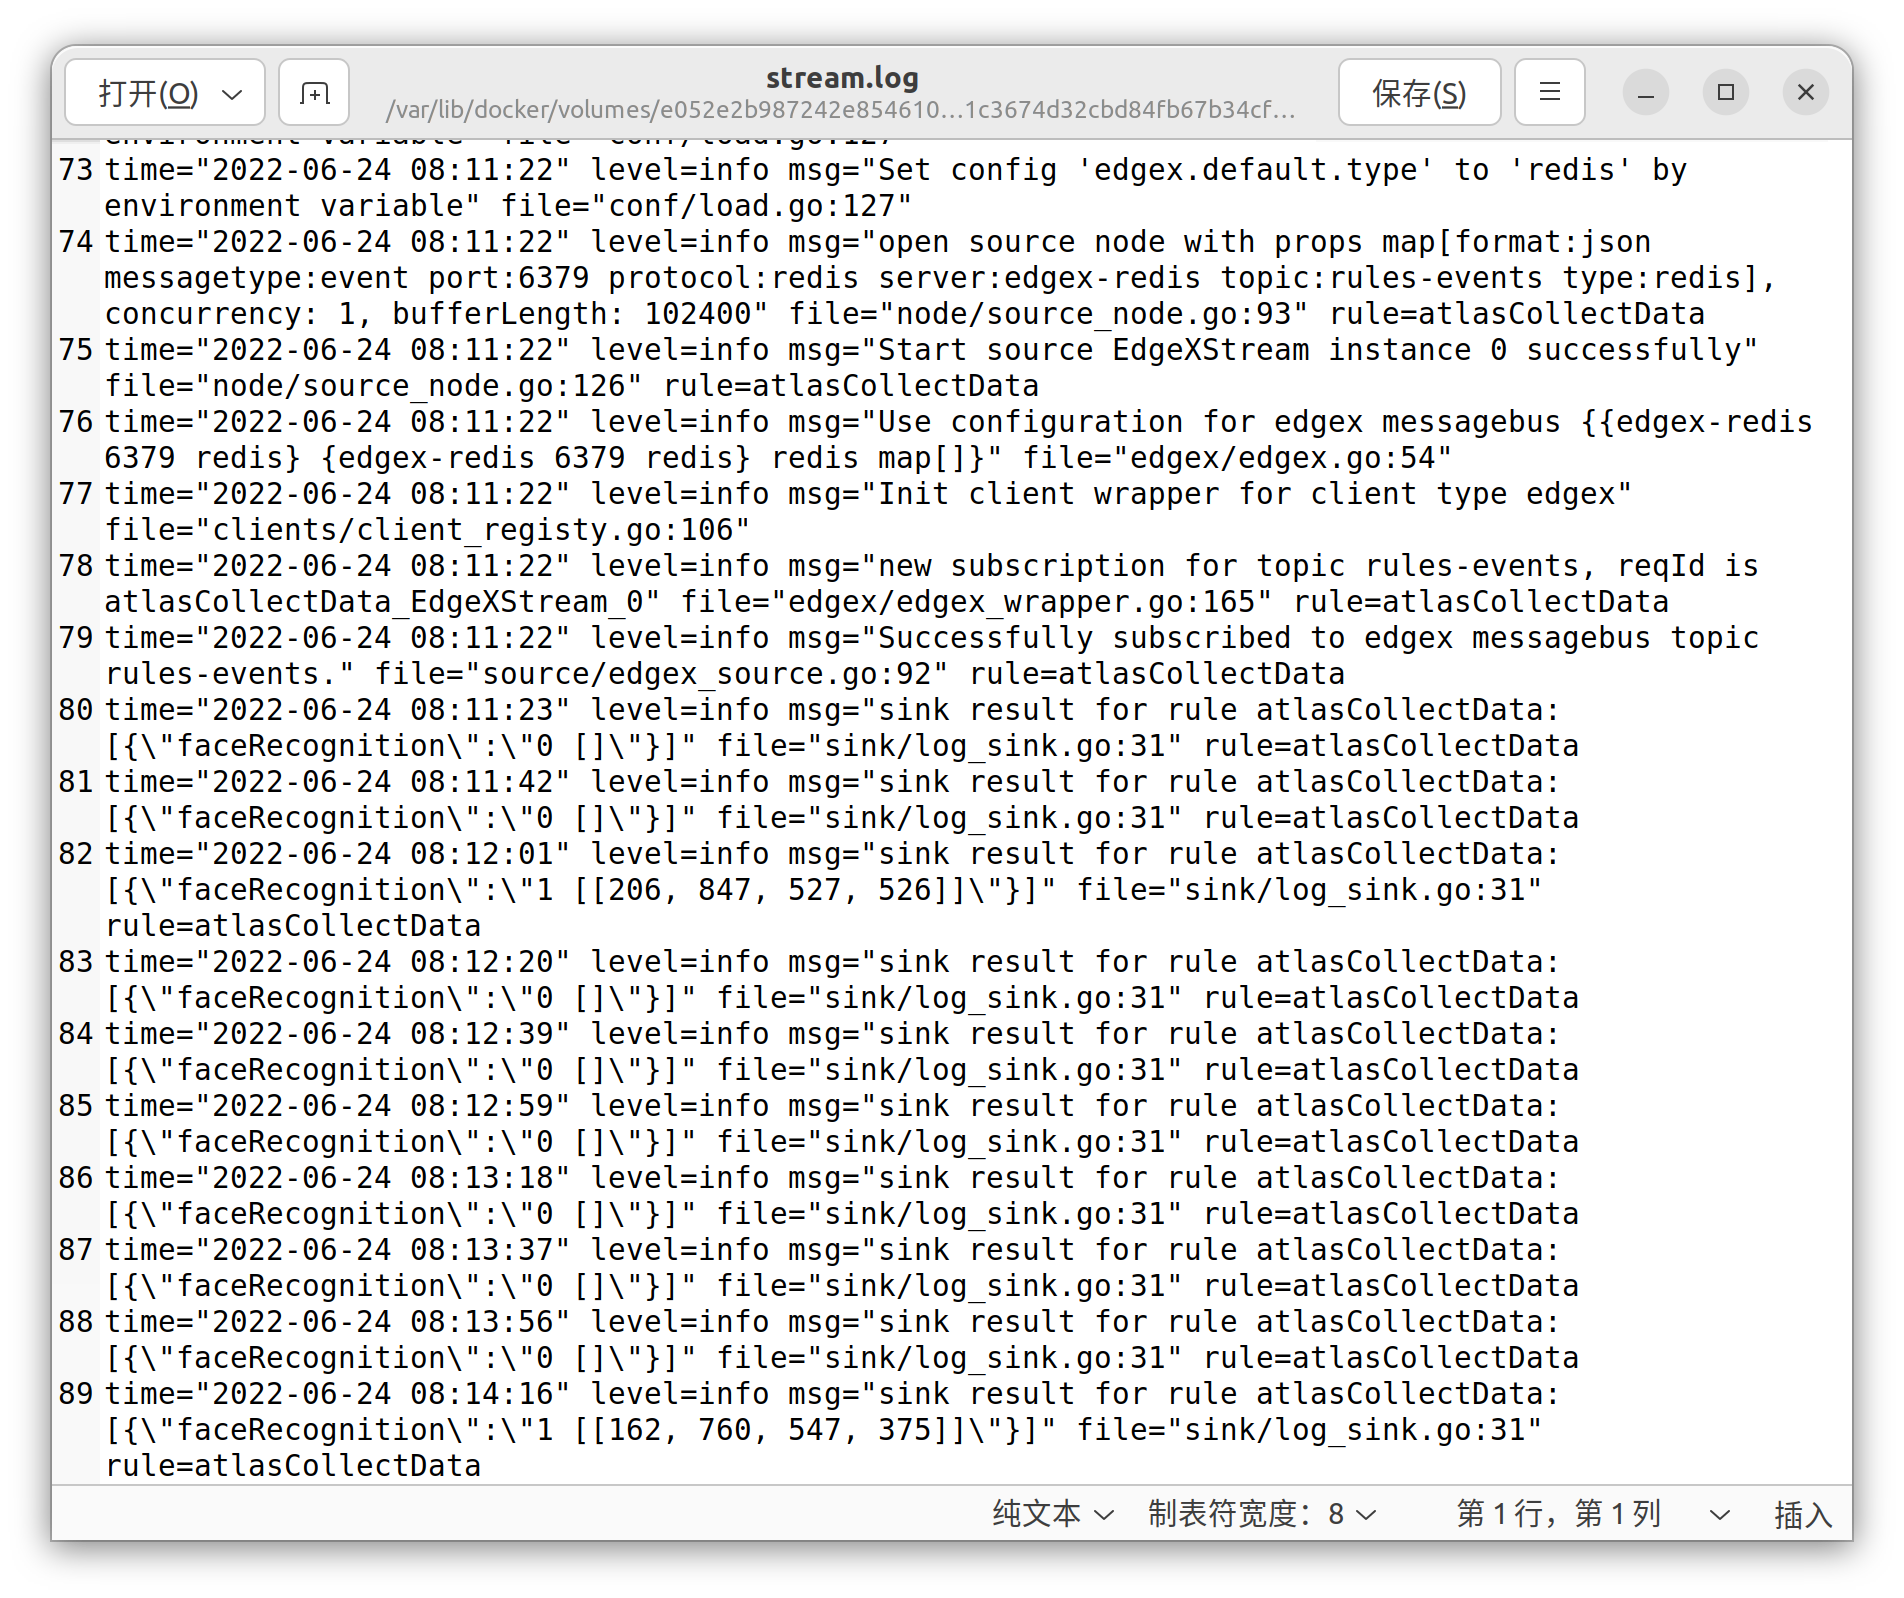 打开(O)
stream.log
/var/lib/docker/volumes/e052e2b987242e854610...1c3674d32cbd84fb67b34cf...
保存(S)
environment variable" file="conf/load.go:127"
73 time="2022-06-24 08:11:22" level=info msg="Set config 'edgex.default.type' to 'redis' by
environment variable" file="conf/load.go:127"
74 time="2022-06-24 08:11:22" level=info msg="open source node with props map[format:json
messagetype:event port:6379 protocol:redis server:edgex-redis topic:rules-events type:redis],
concurrency: 1, bufferLength: 102400" file="node/source_node.go:93" rule=atlasCollectData
75 time="2022-06-24 08:11:22" level=info msg="Start source EdgeXStream instance 0 successfully"
file="node/source_node.go:126" rule=atlasCollectData
76 time="2022-06-24 08:11:22" level=info msg="Use configuration for edgex messagebus {{edgex-redis
6379 redis} {edgex-redis 6379 redis} redis map[]}" file="edgex/edgex.go:54"
77 time="2022-06-24 08:11:22" level=info msg="Init client wrapper for client type edgex"
file="clients/client_registy.go:106"
78 time="2022-06-24 08:11:22" level=info msg="new subscription for topic rules-events, reqId is
atlasCollectData_EdgeXStream_0" file="edgex/edgex_wrapper.go:165" rule=atlasCollectData
79 time="2022-06-24 08:11:22" level=info msg="Successfully subscribed to edgex messagebus topic
rules-events." file="source/edgex_source.go:92" rule=atlasCollectData
80 time="2022-06-24 08:11:23" level=info msg="sink result for rule atlasCollectData:
[{\"faceRecognition\":\"0 []\"}]" file="sink/log_sink.go:31" rule=atlasCollectData
81 time="2022-06-24 08:11:42" level=info msg="sink result for rule atlasCollectData:
[{\"faceRecognition\":\"0 []\"}]" file="sink/log_sink.go:31" rule=atlasCollectData
82 time="2022-06-24 08:12:01" level=info msg="sink result for rule atlasCollectData:
[{\"faceRecognition\":\"1 [[206, 847, 527, 526]]\"}]" file="sink/log_sink.go:31"
rule=atlasCollectData
83 time="2022-06-24 08:12:20" level=info msg="sink result for rule atlasCollectData:
[{\"faceRecognition\":\"0 []\"}]" file="sink/log_sink.go:31" rule=atlasCollectData
84 time="2022-06-24 08:12:39" level=info msg="sink result for rule atlasCollectData:
[{\"faceRecognition\":\"0 []\"}]" file="sink/log_sink.go:31" rule=atlasCollectData
85 time="2022-06-24 08:12:59" level=info msg="sink result for rule atlasCollectData:
[{\"faceRecognition\":\"0 []\"}]" file="sink/log_sink.go:31" rule=atlasCollectData
86 time="2022-06-24 08:13:18" level=info msg="sink result for rule atlasCollectData:
[{\"faceRecognition\":\"0 []\"}]" file="sink/log_sink.go:31" rule=atlasCollectData
87 time="2022-06-24 08:13:37" level=info msg="sink result for rule atlasCollectData:
[{\"faceRecognition\":\"0 []\"}]" file="sink/log_sink.go:31" rule=atlasCollectData
88 time="2022-06-24 08:13:56" level=info msg="sink result for rule atlasCollectData:
[{\"faceRecognition\":\"0 []\"}]" file="sink/log_sink.go:31" rule=atlasCollectData
89 time="2022-06-24 08:14:16" level=info msg="sink result for rule atlasCollectData:
[{\"faceRecognition\":\"1 [[162, 760, 547, 375]]\"}]" file="sink/log_sink.go:31"
rule=atlasCollectData
纯文本 制表符宽度：8 第 1 行，第 1 列 插入